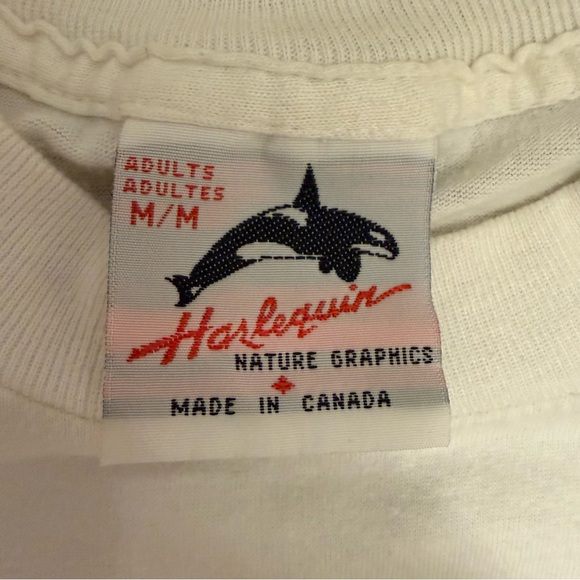 ADULTS
ADULTES
M/M
Harlequin
NATURE GRAPHICS
MADE IN CANADA